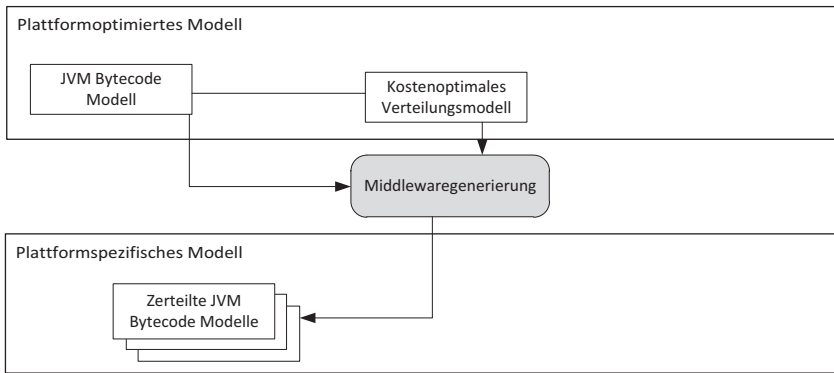 Plattformoptimiertes Modell
JVM Bytecode
Modell
Kostenoptimales
Verteilungsmodell
Middlewaregenerierung
Plattformspezifisches Modell
Zerteilte JVM
Bytecode Modelle